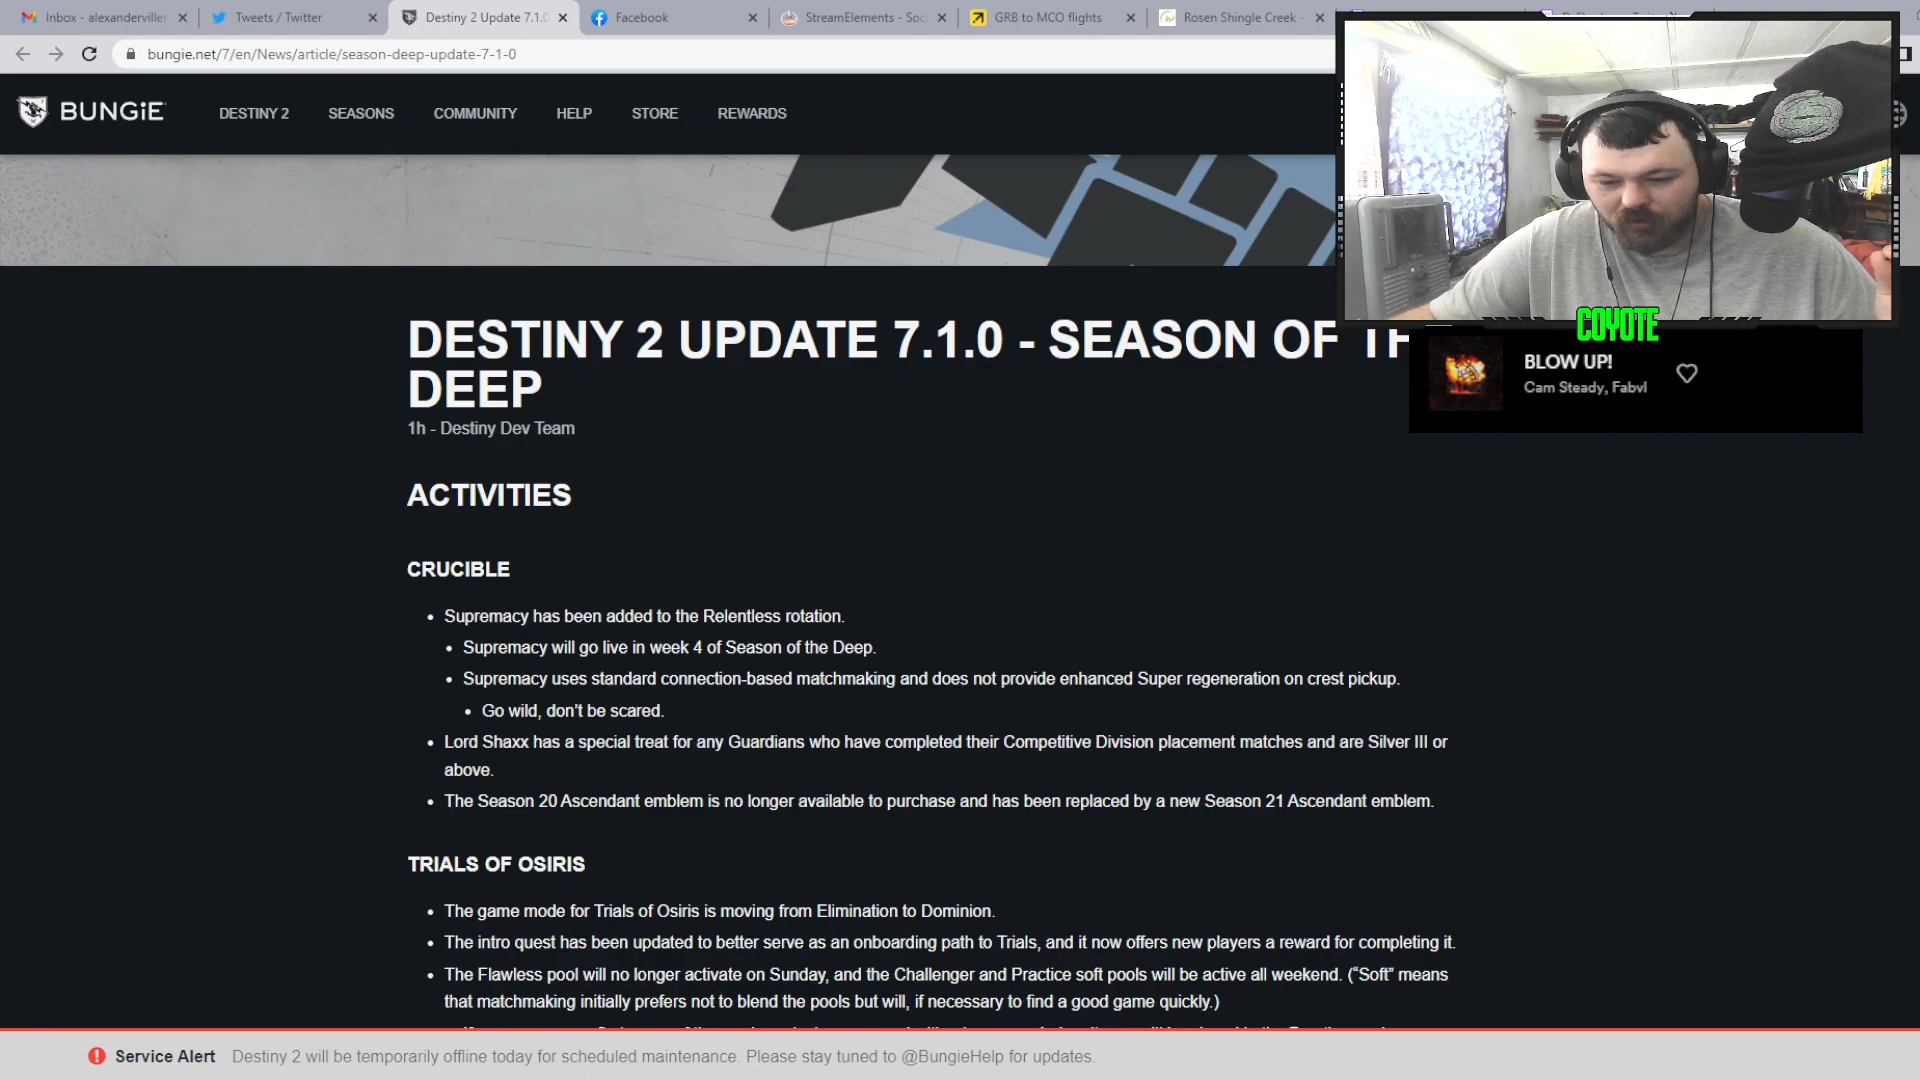 Inbox - alexanderville
Tweets / Twitter
Destiny 2 Update 7.1.0
Facebook
StreamElements - Soc
GRB to MCO flights
Rosen Shingle Creek -
bungie.net/7/en/News/article/season-deep-update-7-1-0
BUNGiE
DESTINY 2
SEASONS
COMMUNITY
HELP
STORE
REWARDS
COYOTE
BLOW UP!
Cam Steady, Fabvl
DESTINY 2 UPDATE 7.1.0 - SEASON OF TH
DEEP
1h - Destiny Dev Team
ACTIVITIES
CRUCIBLE
• Supremacy has been added to the Relentless rotation.
• Supremacy will go live in week 4 of Season of the Deep.
• Supremacy uses standard connection-based matchmaking and does not provide enhanced Super regeneration on crest pickup.
• Go wild, don't be scared.
• Lord Shaxx has a special treat for any Guardians who have completed their Competitive Division placement matches and are Silver III or
above.
• The Season 20 Ascendant emblem is no longer available to purchase and has been replaced by a new Season 21 Ascendant emblem.
TRIALS OF OSIRIS
• The game mode for Trials of Osiris is moving from Elimination to Dominion.
• The intro quest has been updated to better serve as an onboarding path to Trials, and it now offers new players a reward for completing it.
• The Flawless pool will no longer activate on Sunday, and the Challenger and Practice soft pools will be active all weekend. (“Soft” means
that matchmaking initially prefers not to blend the pools but will, if necessary to find a good game quickly.)
Service Alert
Destiny 2 will be temporarily offline today for scheduled maintenance. Please stay tuned to @BungieHelp for updates.